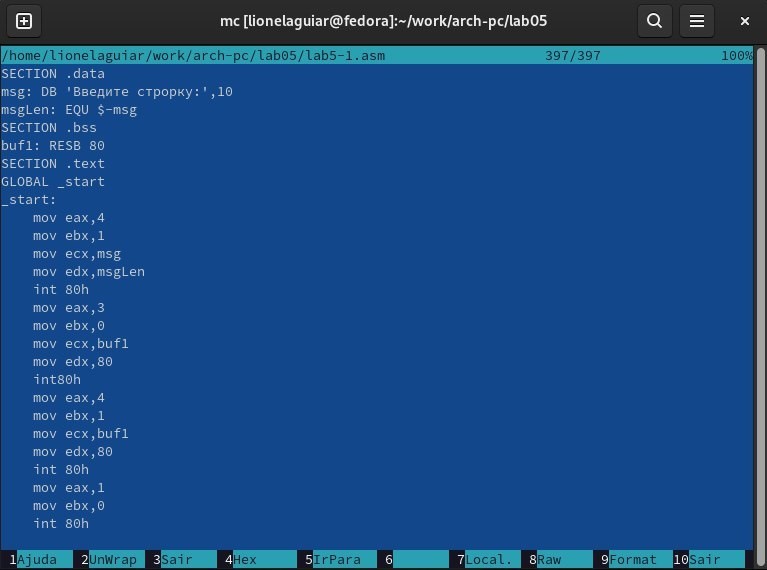 mc [lionelaguiar@fedora]:~/work/arch-pc/lab05
/home/lionelaguiar/work/arch-pc/lab05/lab5-1.asm 397/397 100%
SECTION .data
msg: DB 'Введите строрку:',10
msgLen: EQU $-msg
SECTION .bss
buf1: RESB 80
SECTION .text
GLOBAL _start
_start:
mov eax,4
mov ebx,1
mov ecx,msg
mov edx,msgLen
int 80h
mov eax,3
mov ebx,0
mov ecx,buf1
mov edx,80
int80h
mov eax,4
mov ebx,1
mov ecx,buf1
mov edx,80
int 80h
mov eax,1
mov ebx,0
int 80h
1Ajuda 2UnWrap 3Sair 4Hex 5IrPara 6 7Local. 8Raw 9Format 10Sair